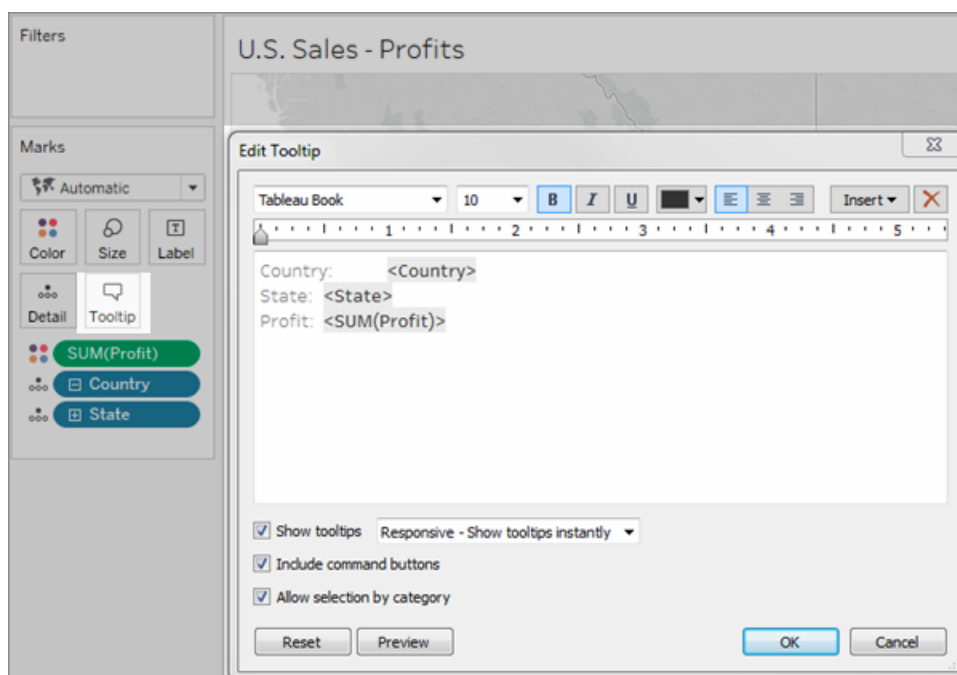 Filters
U.S. Sales - Profits
Marks
Automatic
Color Size Label
Detail Tooltip
SUM(Profit)
Country
State
Edit Tooltip
Tableau Book 10 B I U Insert
1 2 3 4 5
Country: <Country>
State: <State>
Profit: <SUM(Profit)>
Show tooltips Responsive - Show tooltips instantly
Include command buttons
Allow selection by category
Reset Preview OK Cancel